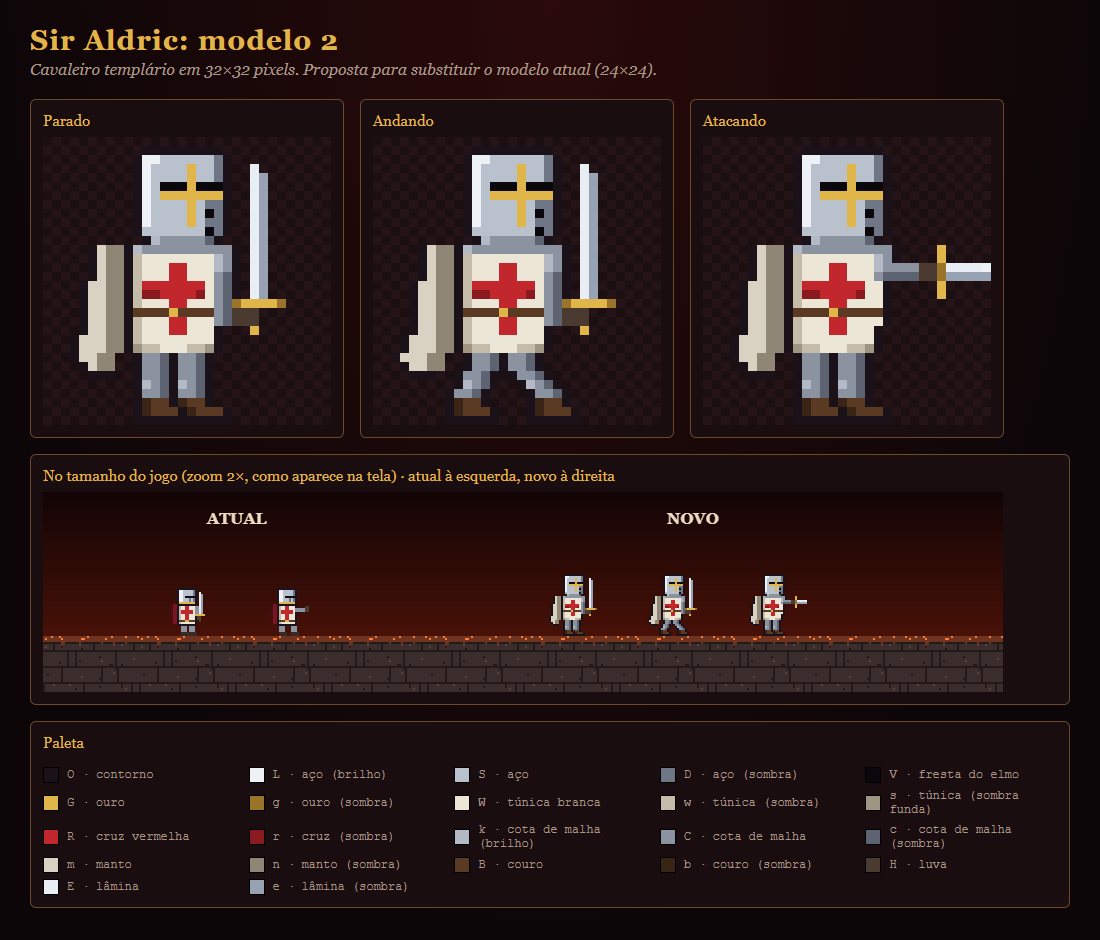 Sir Aldric: modelo 2
Cavaleiro templário em 32×32 pixels. Proposta para substituir o modelo atual (24×24).
Parado
Andando
Atacando
No tamanho do jogo (zoom 2×, como aparece na tela) · atual à esquerda, novo à direita
ATUAL
NOVO
Paleta
O · contorno
L · aço (brilho)
S · aço
D · aço (sombra)
V · fresta do elmo
G · ouro
g · ouro (sombra)
W · túnica branca
w · túnica (sombra)
s · túnica (sombra
funda)
R · cruz vermelha
r · cruz (sombra)
k · cota de malha
(brilho)
C · cota de malha
c · cota de malha
(sombra)
m · manto
n · manto (sombra)
B · couro
b · couro (sombra)
H · luva
E · lâmina
e · lâmina (sombra)